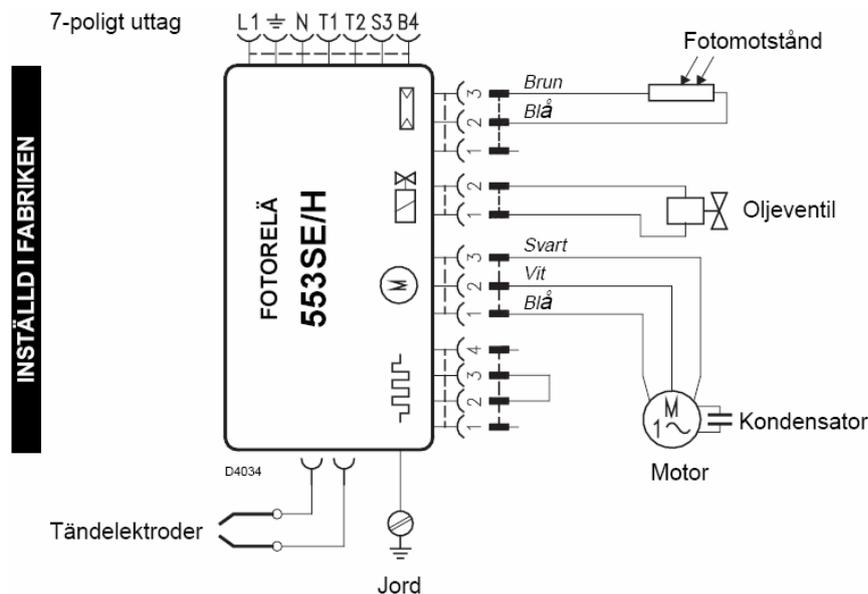 7-poligt uttag
L1 N T1 T2 S3 B4
Fotomotstånd
INSTÄLLD I FABRIKEN
FOTORELÄ
553SE/H
3
Brun
2
Blå
1
2
1
Oljeventil
3
Svart
2
Vit
1
Blå
M
4
3
2
1
M
1~
Kondensator
Motor
D4034
Tändelektroder
Jord